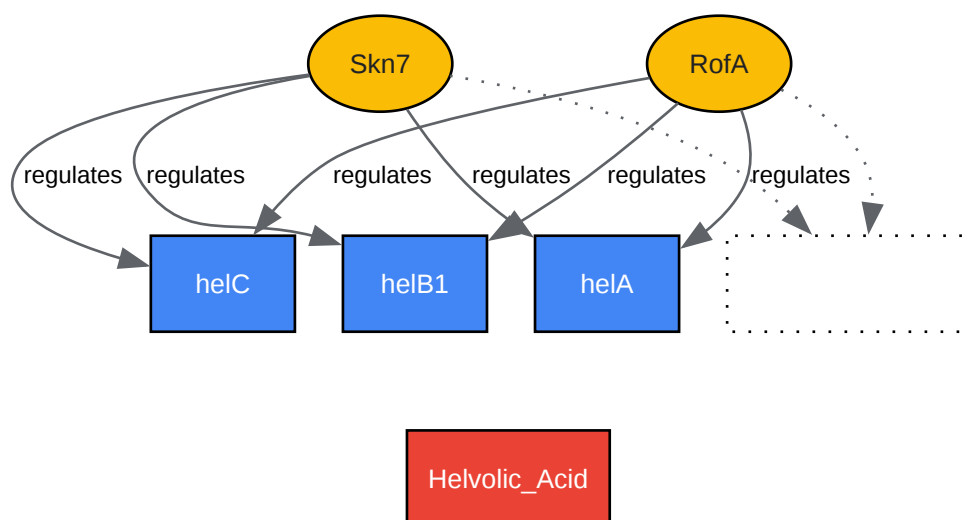 Skn7
RofA
regulates
regulates
regulates
regulates
regulates
regulates
helC
helB1
helA
Helvolic_Acid